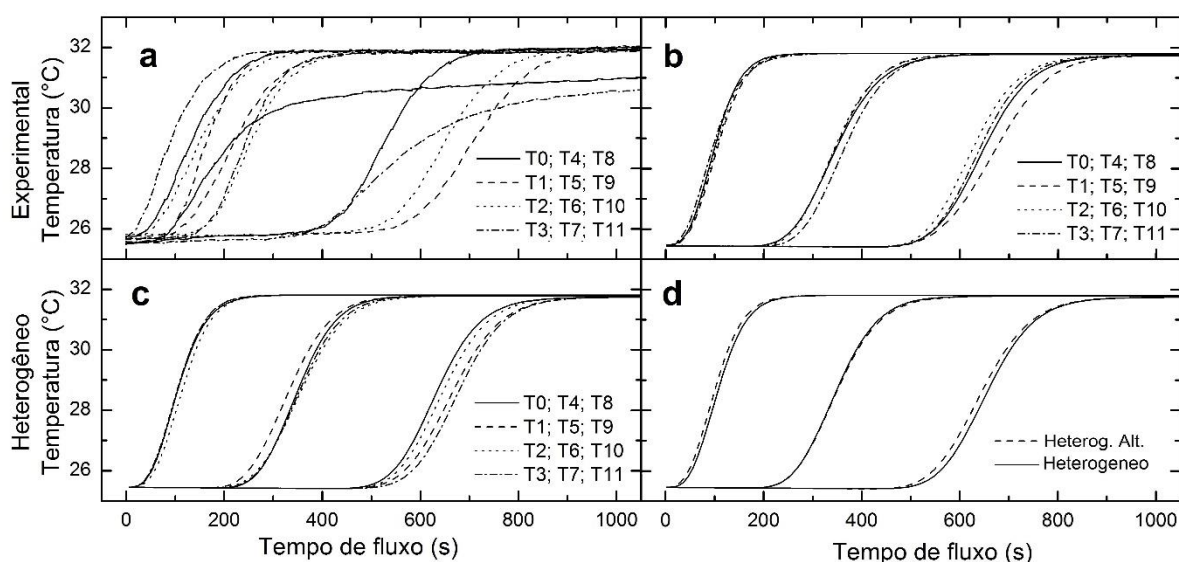 Experimental
Temperatura (°C)
32
30
28
26
a
T0; T4; T8
T1; T5; T9
T2; T6; T10
T3; T7; T11
b
T0; T4; T8
T1; T5; T9
T2; T6; T10
T3; T7; T11
Heterogêneo
Temperatura (°C)
32
30
28
26
c
T0; T4; T8
T1; T5; T9
T2; T6; T10
T3; T7; T11
0 200 400 600 800 1000
Tempo de fluxo (s)
d
Heterog. Alt.
Heterogeneo
0 200 400 600 800 1000
Tempo de fluxo (s)